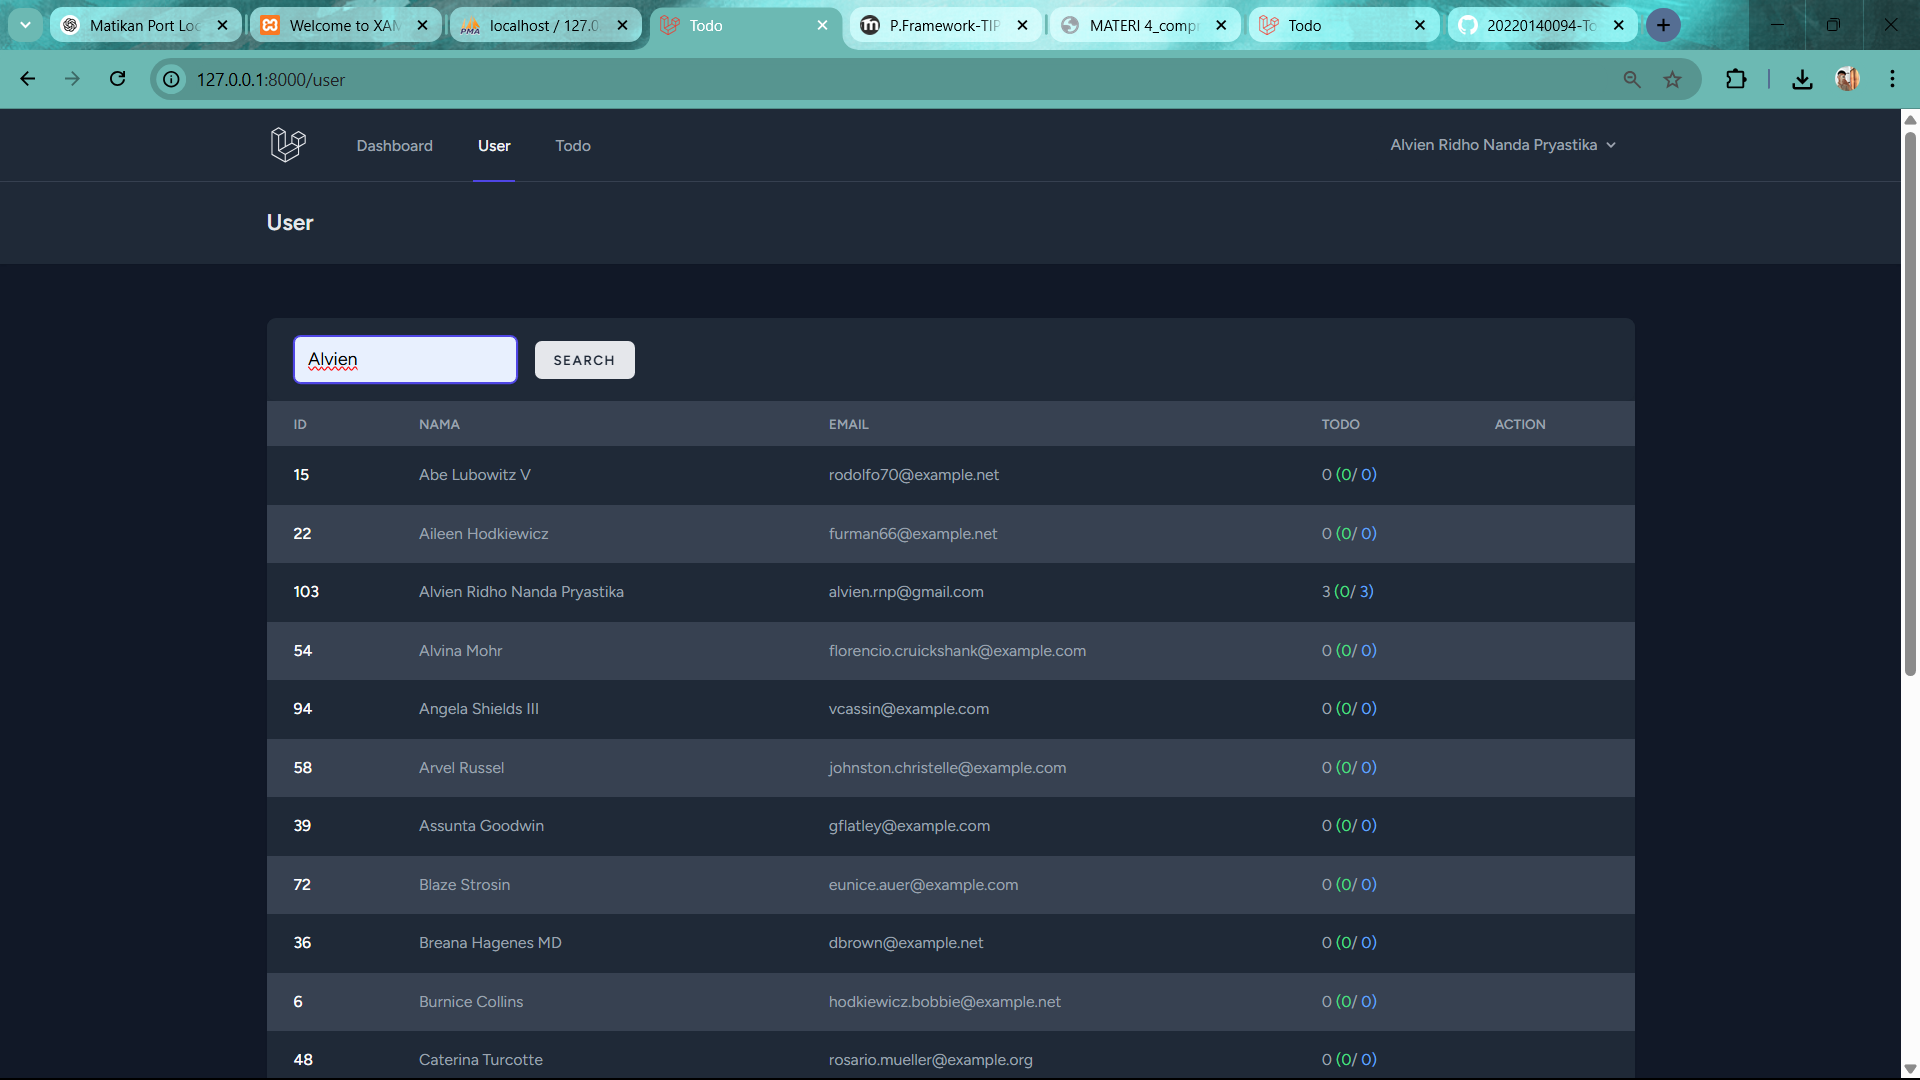 Matikan Port Loc
Welcome to XAM
localhost / 127.0.
Todo
P.Framework-TIP
MATERI 4_compr
Todo
20220140094-To
127.0.0.1:8000/user
Dashboard
User
Todo
Alvien Ridho Nanda Pryastika
User
Alvien
SEARCH
ID NAMA EMAIL TODO ACTION
15 Abe Lubowitz V rodolfo70@example.net 0 (0/ 0)
22 Aileen Hodkiewicz furman66@example.net 0 (0/ 0)
103 Alvien Ridho Nanda Pryastika alvien.rnp@gmail.com 3 (0/ 3)
54 Alvina Mohr florencio.cruickshank@example.com 0 (0/ 0)
94 Angela Shields III vcassin@example.com 0 (0/ 0)
58 Arvel Russel johnston.christelle@example.com 0 (0/ 0)
39 Assunta Goodwin gflatley@example.com 0 (0/ 0)
72 Blaze Strosin eunice.auer@example.com 0 (0/ 0)
36 Breana Hagenes MD dbrown@example.net 0 (0/ 0)
6 Burnice Collins hodkiewicz.bobbie@example.net 0 (0/ 0)
48 Caterina Turcotte rosario.mueller@example.org 0 (0/ 0)